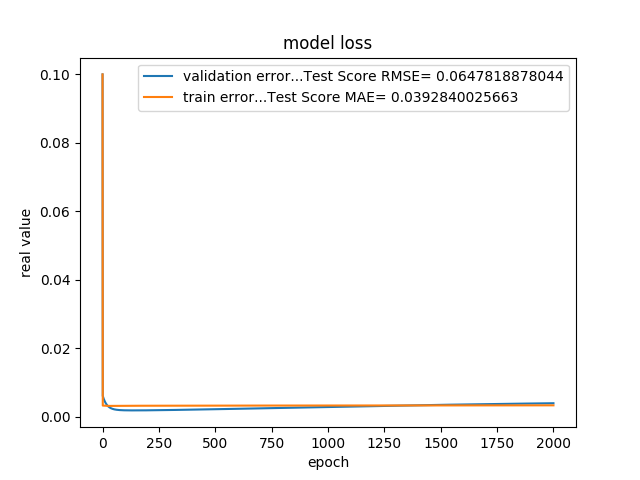 model loss
validation error...Test Score RMSE= 0.0647818878044
train error...Test Score MAE= 0.0392840025663
real value
0.10
0.08
0.06
0.04
0.02
0.00
0 250 500 750 1000 1250 1500 1750 2000
epoch